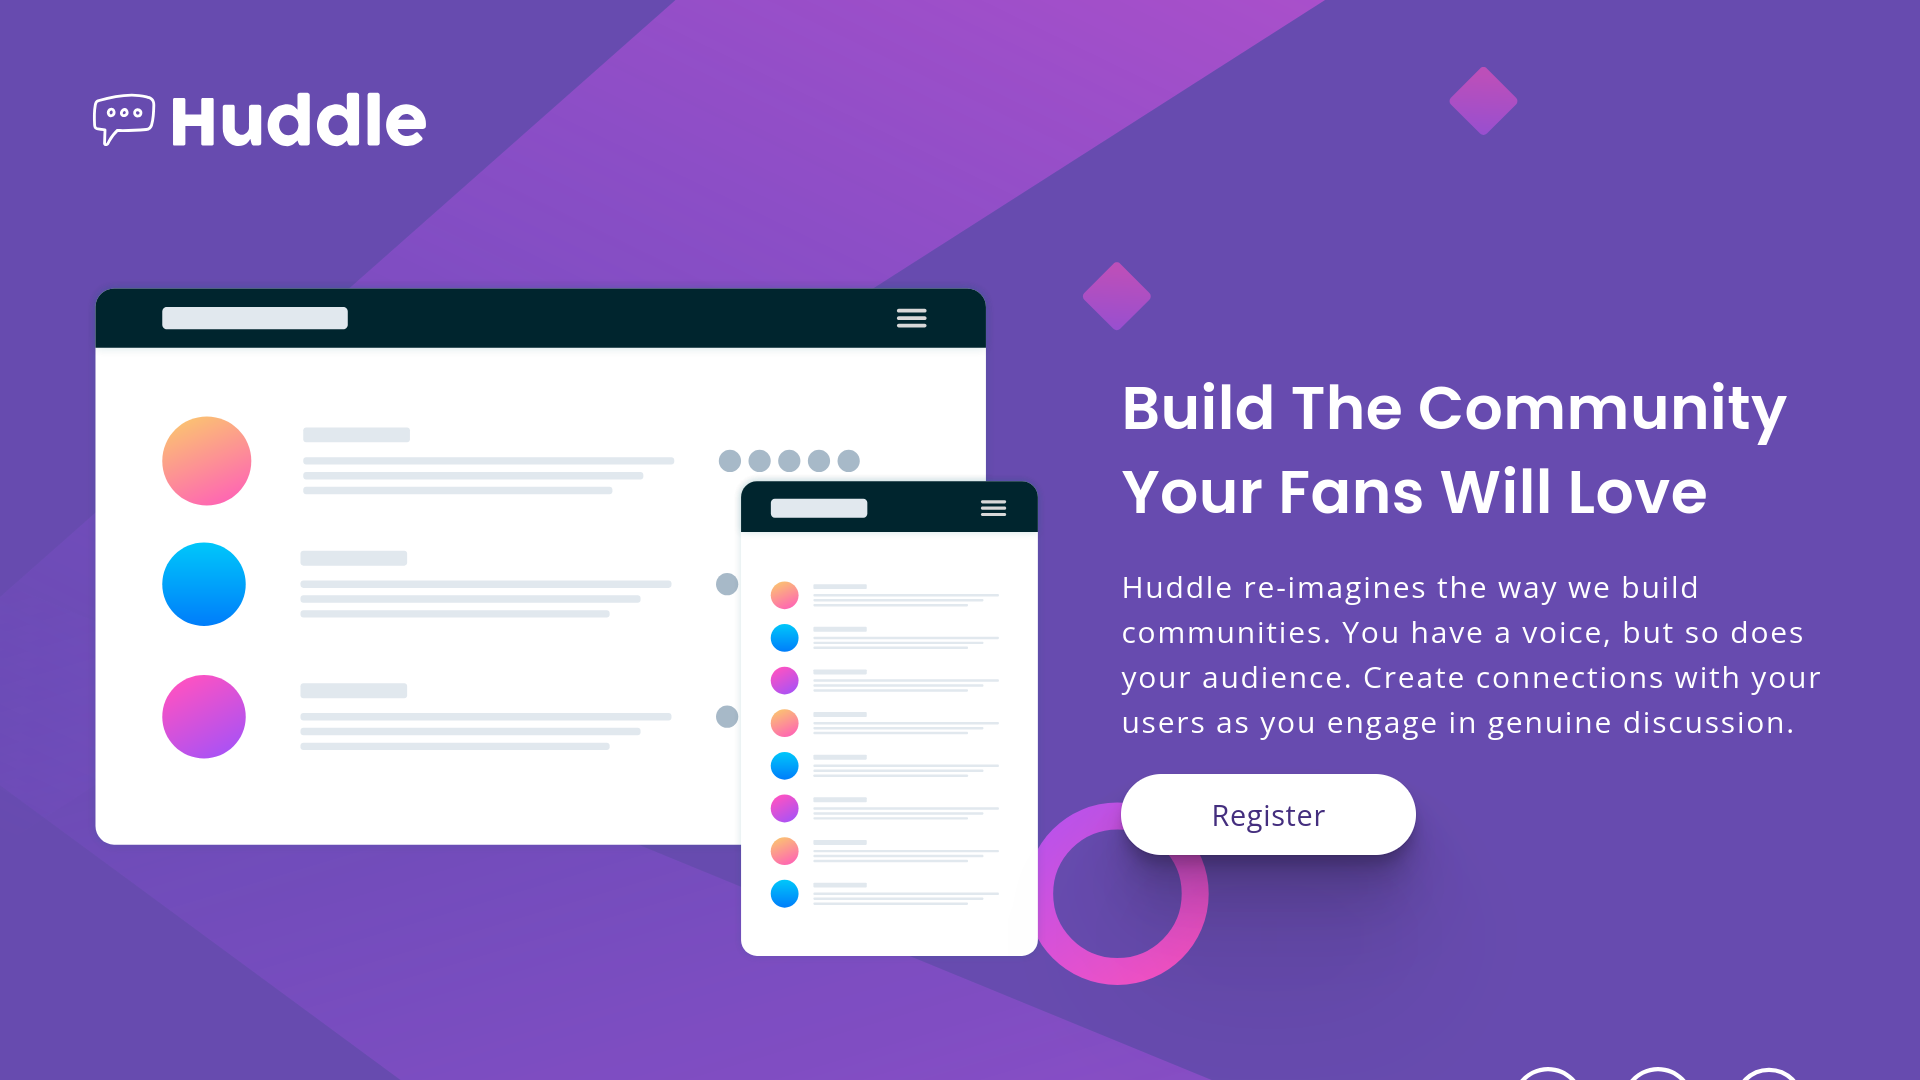 Huddle
Build The Community
Your Fans Will Love
Huddle re-imagines the way we build
communities. You have a voice, but so does
your audience. Create connections with your
users as you engage in genuine discussion.
Register